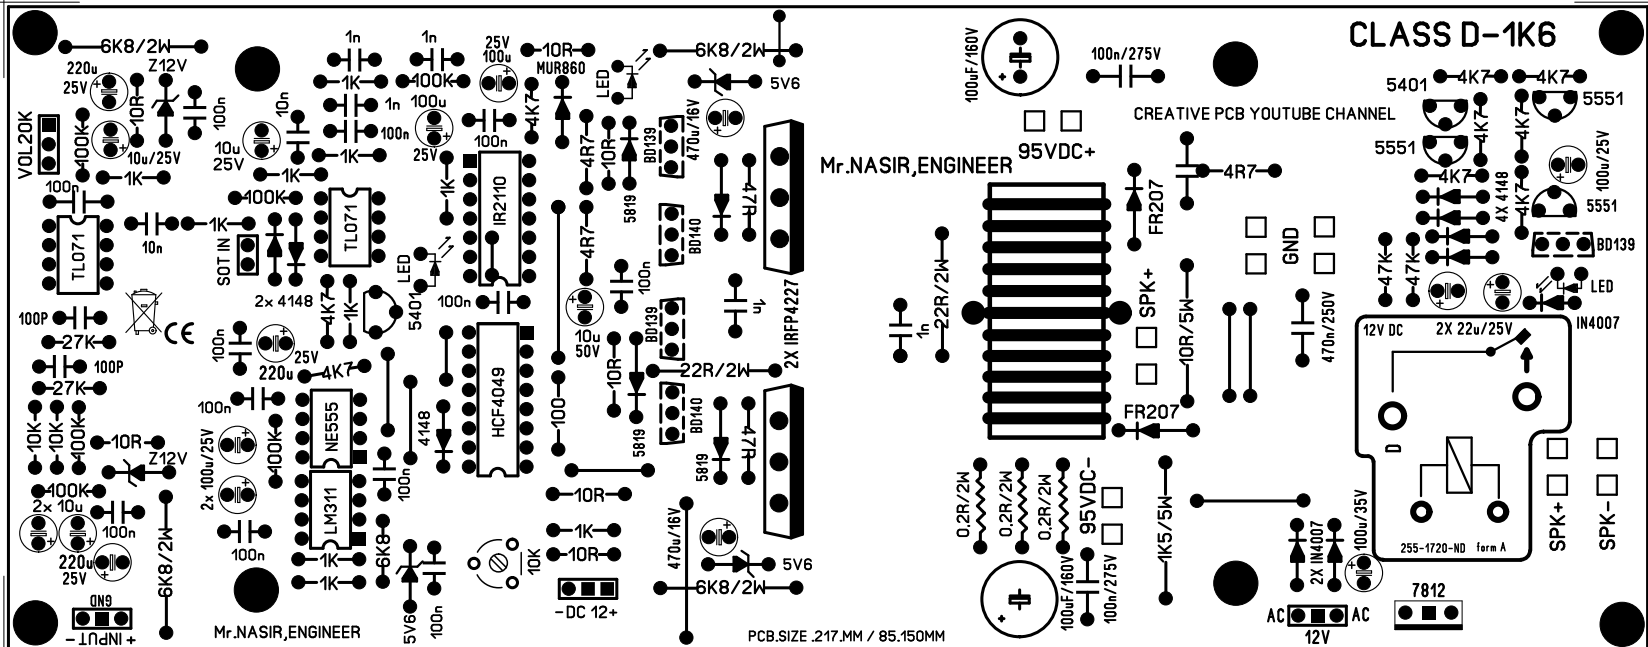 6K8/2W
1n
1n
25V
100u
10R
MUR860
LED
6K8/2W
5V6
100uF/160V
100n/275V
CLASS D-1K6
220u
25V
Z12V
10R
100n
1K
100K
1n
100n
1K
10n
10u
25V
100u
25V
100n
4K7
VOL20K
100K
10u/25V
1K
100n
TL071
10n
1K
100K
1K
SOT IN
2x 4148
TL071
1K
IR2110
4R7
10R
5819
BD139
470u/16V
47R
4R7
BD140
100n
LED
5401
4K7
1K
100n
10u
50V
BD139
1n
2X IRFP4227
CREATIVE PCB YOUTUBE CHANNEL
95VDC+
Mr.NASIR,ENGINEER
FR207
4R7
GND
SPK+
22R/2W
1n
10R/5W
470n/250V
FR207
5401
4K7
4K7
5551
5551
4K7
4K7
4K7
4X 4148
4K7
100u/25V
5551
BD139
47K
47K
LED
IN4007
12V DC
2X 22u/25V
100P
27K
100P
27K
10K
10K
100K
CE
100n
25V
220u
4K7
100n
NE555
100K
2x 100u/25V
LM311
100n
100n
4148
HCF4049
100
10R
5819
22R/2W
BD140
5819
47R
10R
Z12V
100K
2x 10u
100n
220u
25V
6K8/2W
GND
+ INPUT -
1K
1K
6K8
5V6
100n
Mr.NASIR,ENGINEER
10K
10R
1K
10R
-DC 12+
470u/16V
5V6
6K8/2W
PCB.SIZE .217.MM / 85.150MM
0,2R/2W
0,2R/2W
0,2R/2W
95VDC-
100uF/160V
100n/275V
1K5/5W
2X IN4007
100u/35V
255-1720-ND form A
SPK+
SPK-
7812
AC
AC
12V